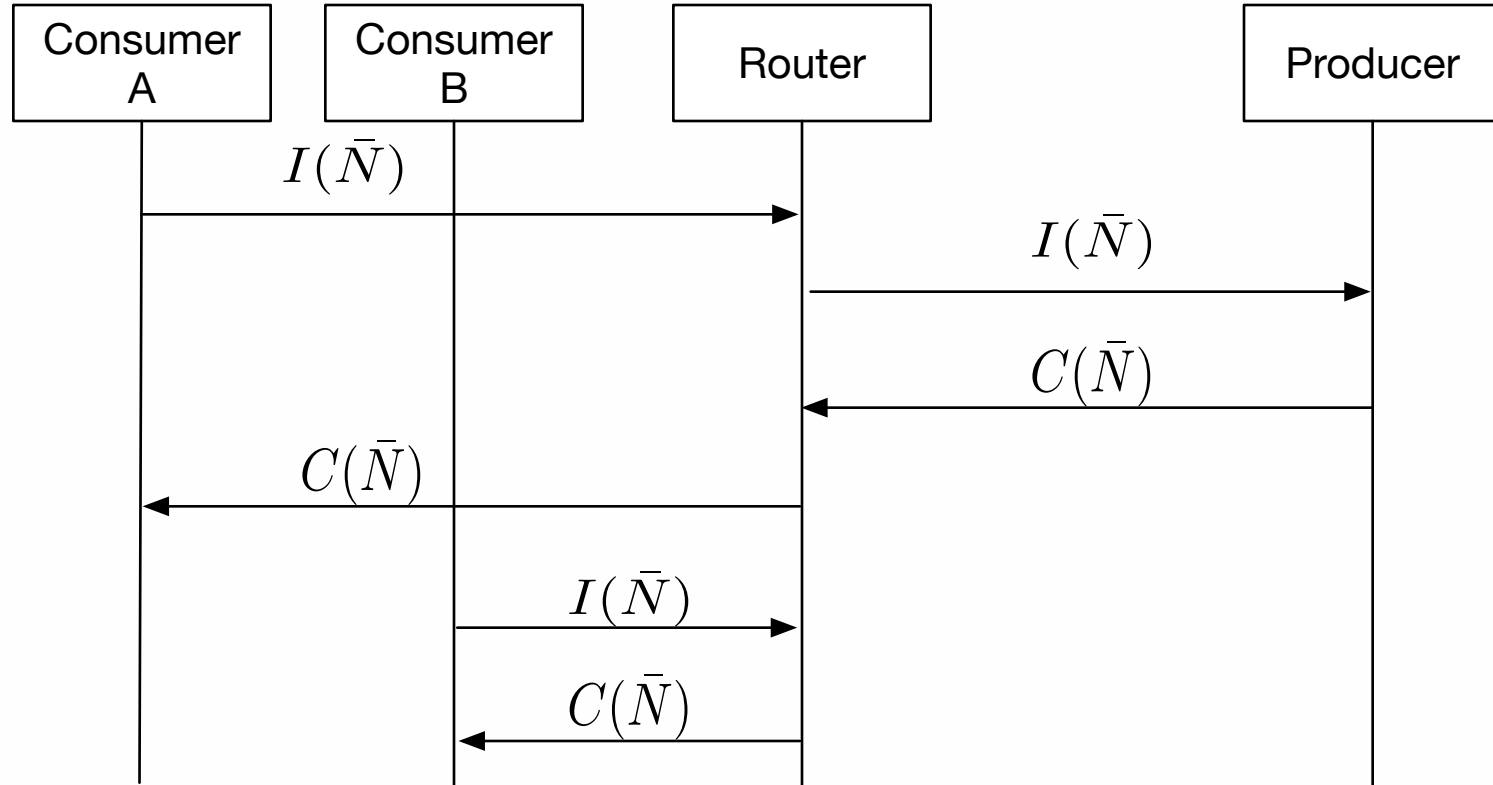 Consumer
A
Consumer
B
Router
Producer
I(N̄)
I(N̄)
C(N̄)
C(N̄)
I(N̄)
C(N̄)